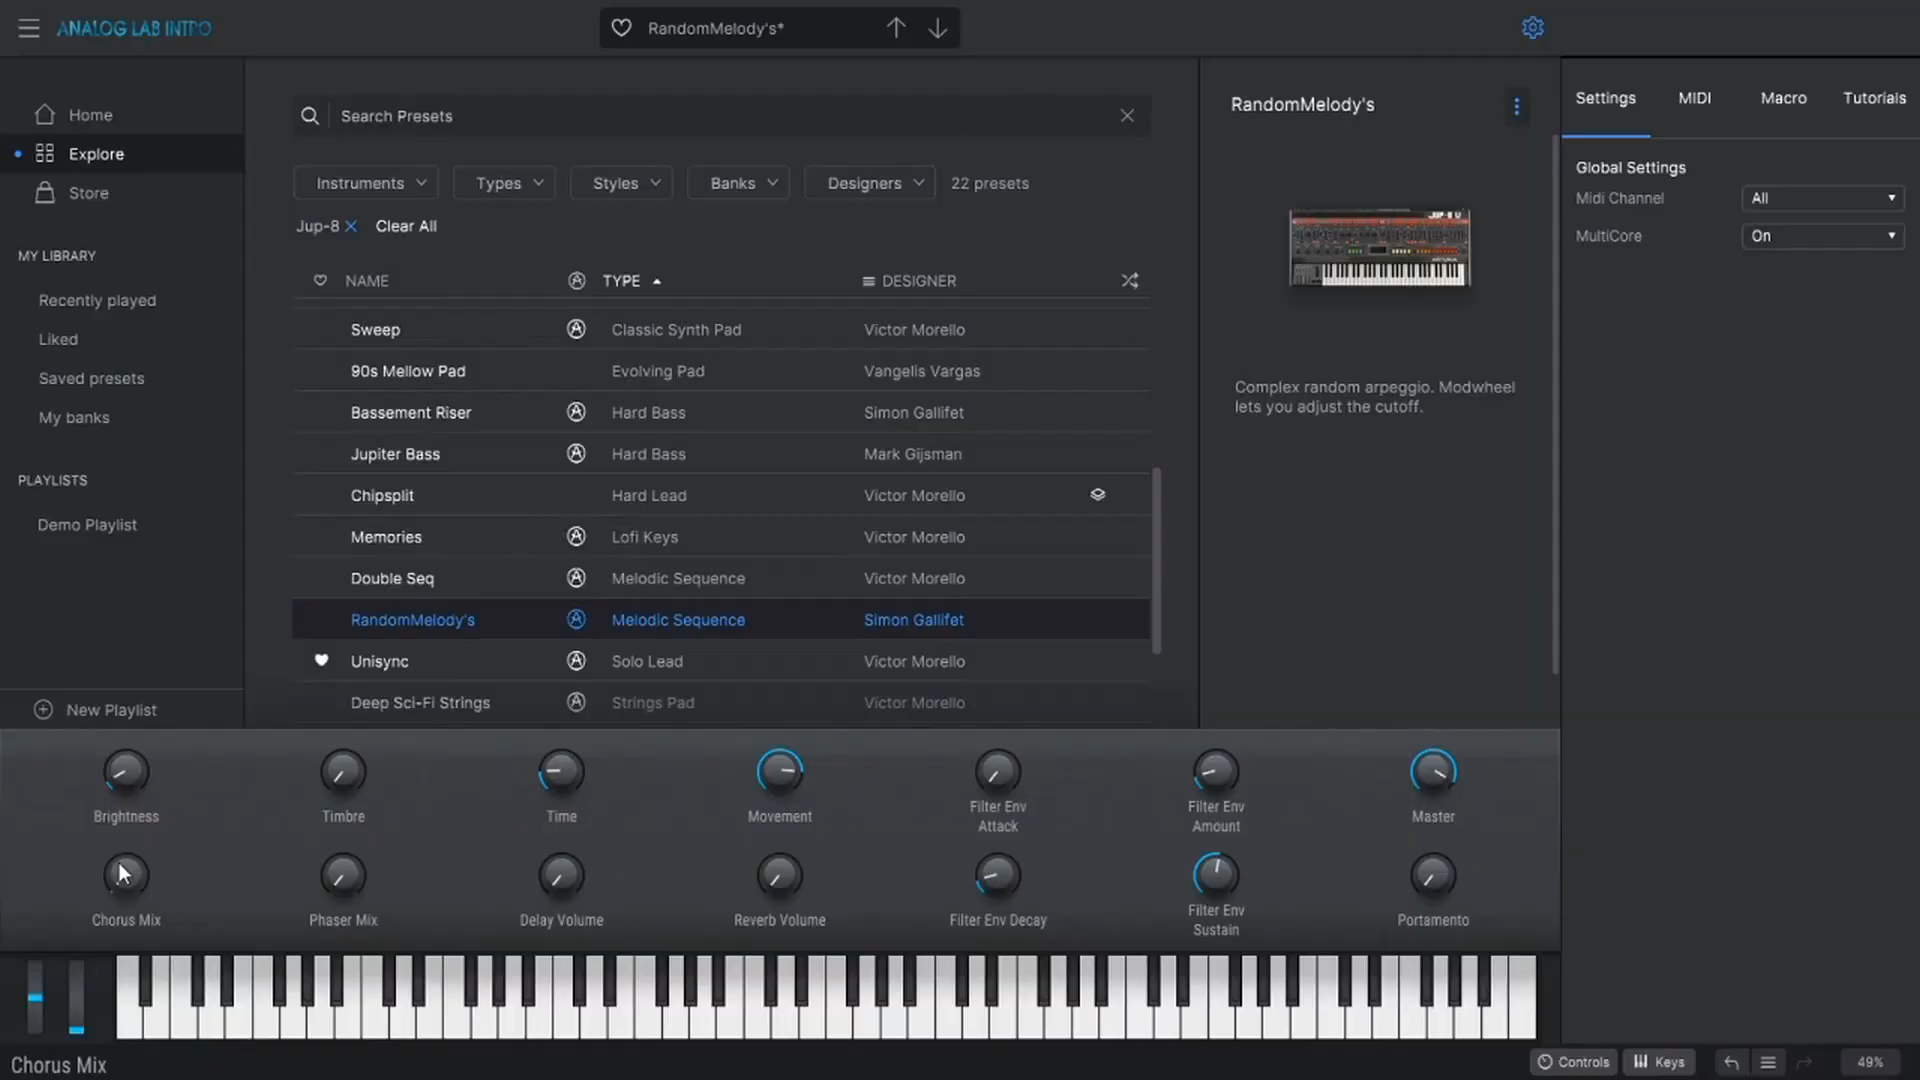 ANALOG LAB INTRO
RandomMelody's*
Home
Explore
Store
MY LIBRARY
Recently played
Liked
Saved presets
My banks
PLAYLISTS
Demo Playlist
New Playlist
Search Presets
Instruments Types Styles Banks Designers 22 presets
Jup-8 Clear All
NAME TYPE DESIGNER
Sweep Classic Synth Pad Victor Morello
90s Mellow Pad Evolving Pad Vangelis Vargas
Bassement Riser Hard Bass Simon Gallifet
Jupiter Bass Hard Bass Mark Gijsman
Chipsplit Hard Lead Victor Morello
Memories Lofi Keys Victor Morello
Double Seq Melodic Sequence Victor Morello
RandomMelody's Melodic Sequence Simon Gallifet
Unisync Solo Lead Victor Morello
Deep Sci-Fi Strings Strings Pad Victor Morello
RandomMelody's
JUP-8 V
ARTURIA
Complex random arpeggio. Modwheel
lets you adjust the cutoff.
Settings MIDI Macro Tutorials
Global Settings
Midi Channel All
MultiCore On
Brightness Timbre Time Movement Filter Env Attack Filter Env Amount Master
Chorus Mix Phaser Mix Delay Volume Reverb Volume Filter Env Decay Filter Env Sustain Portamento
Chorus Mix
Controls Keys 49%